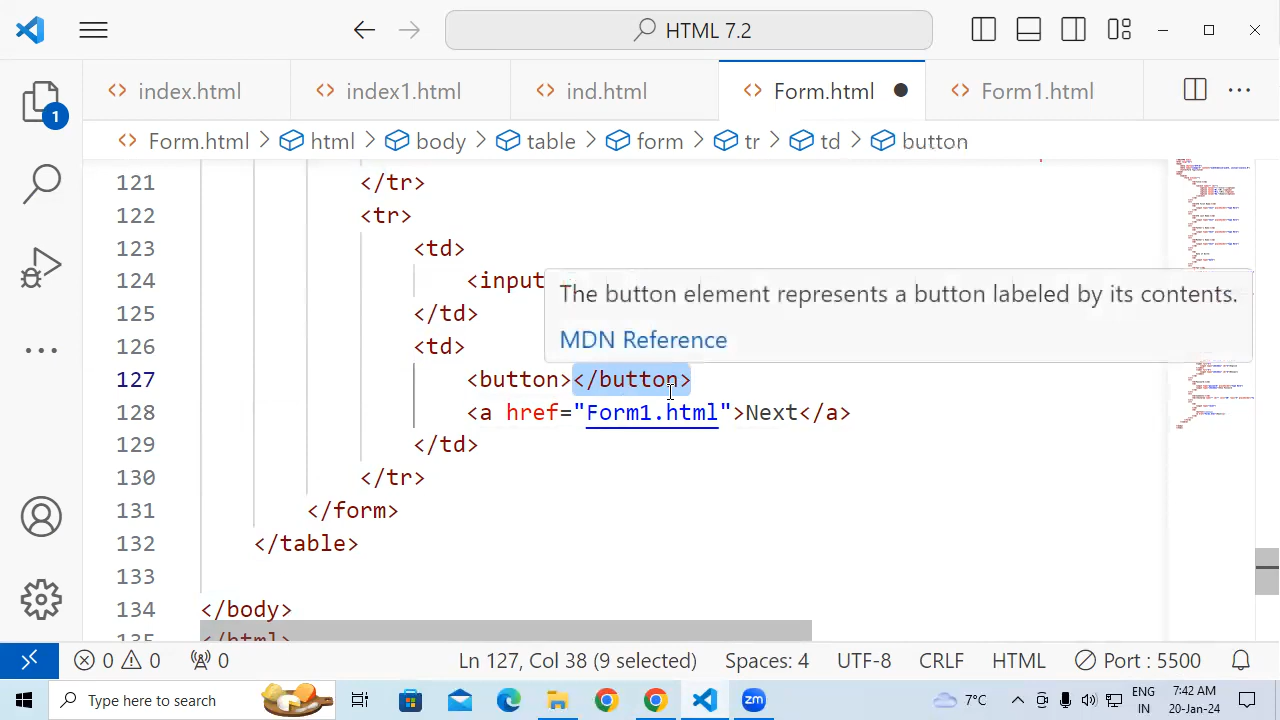 HTML 7.2
<> index.html <> index1.html <> ind.html <> Form.html <> Form1.html
<> Form.html > html > body > table > form > tr > td > button
1
121 </tr>
122 <tr>
123 <td>
124 <input
The button element represents a button labeled by its contents.
MDN Reference
125 </td>
126 <td>
127 <button></button>
128 <a href="Form1.html">Next</a>
129 </td>
130 </tr>
131 </form>
132 </table>
133
134 </body>
135 </html>
0 0 0 Ln 127, Col 38 (9 selected) Spaces: 4 UTF-8 CRLF HTML Port : 5500
Type here to search zm 7°C ENG IN 7:42 AM 20-Jan-24